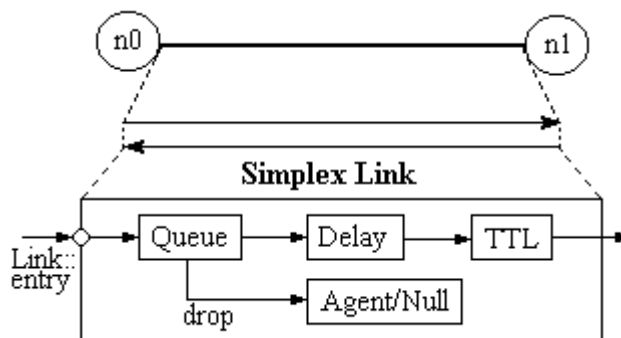 n0 n1
Simplex Link
Queue Delay TTL
Link::
entry
drop Agent/Null